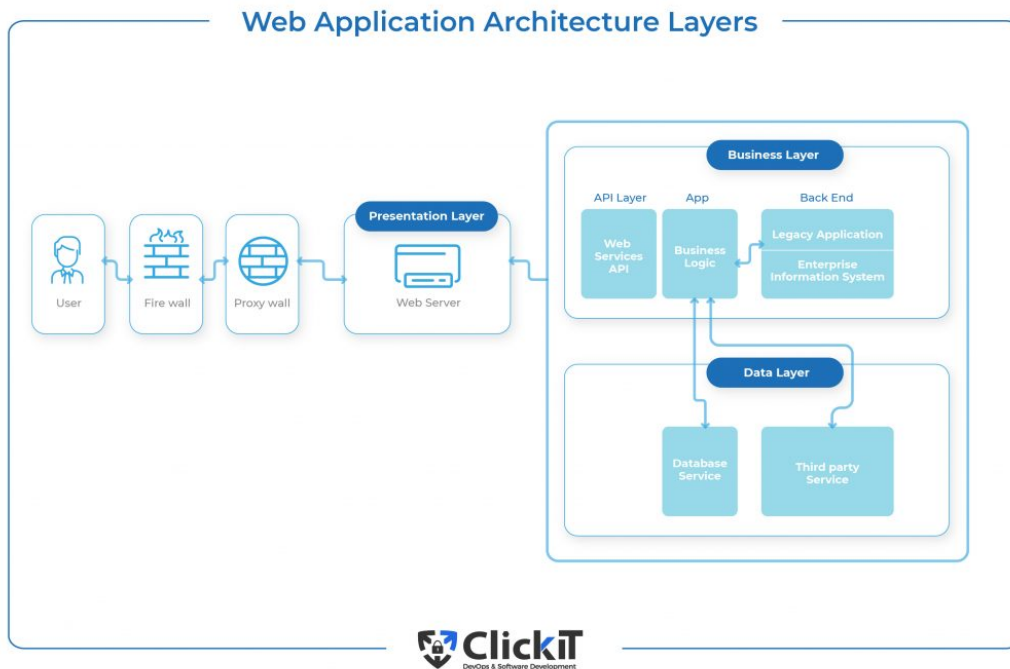 Web Application Architecture Layers
Business Layer
API Layer
App
Back End
Presentation Layer
Web
Services
API
Business
Logic
Legacy Application
Enterprise
Information System
User
Fire wall
Proxy wall
Web Server
Data Layer
Database
Service
Third party
Service
ClickIT
DevOps & Software Development